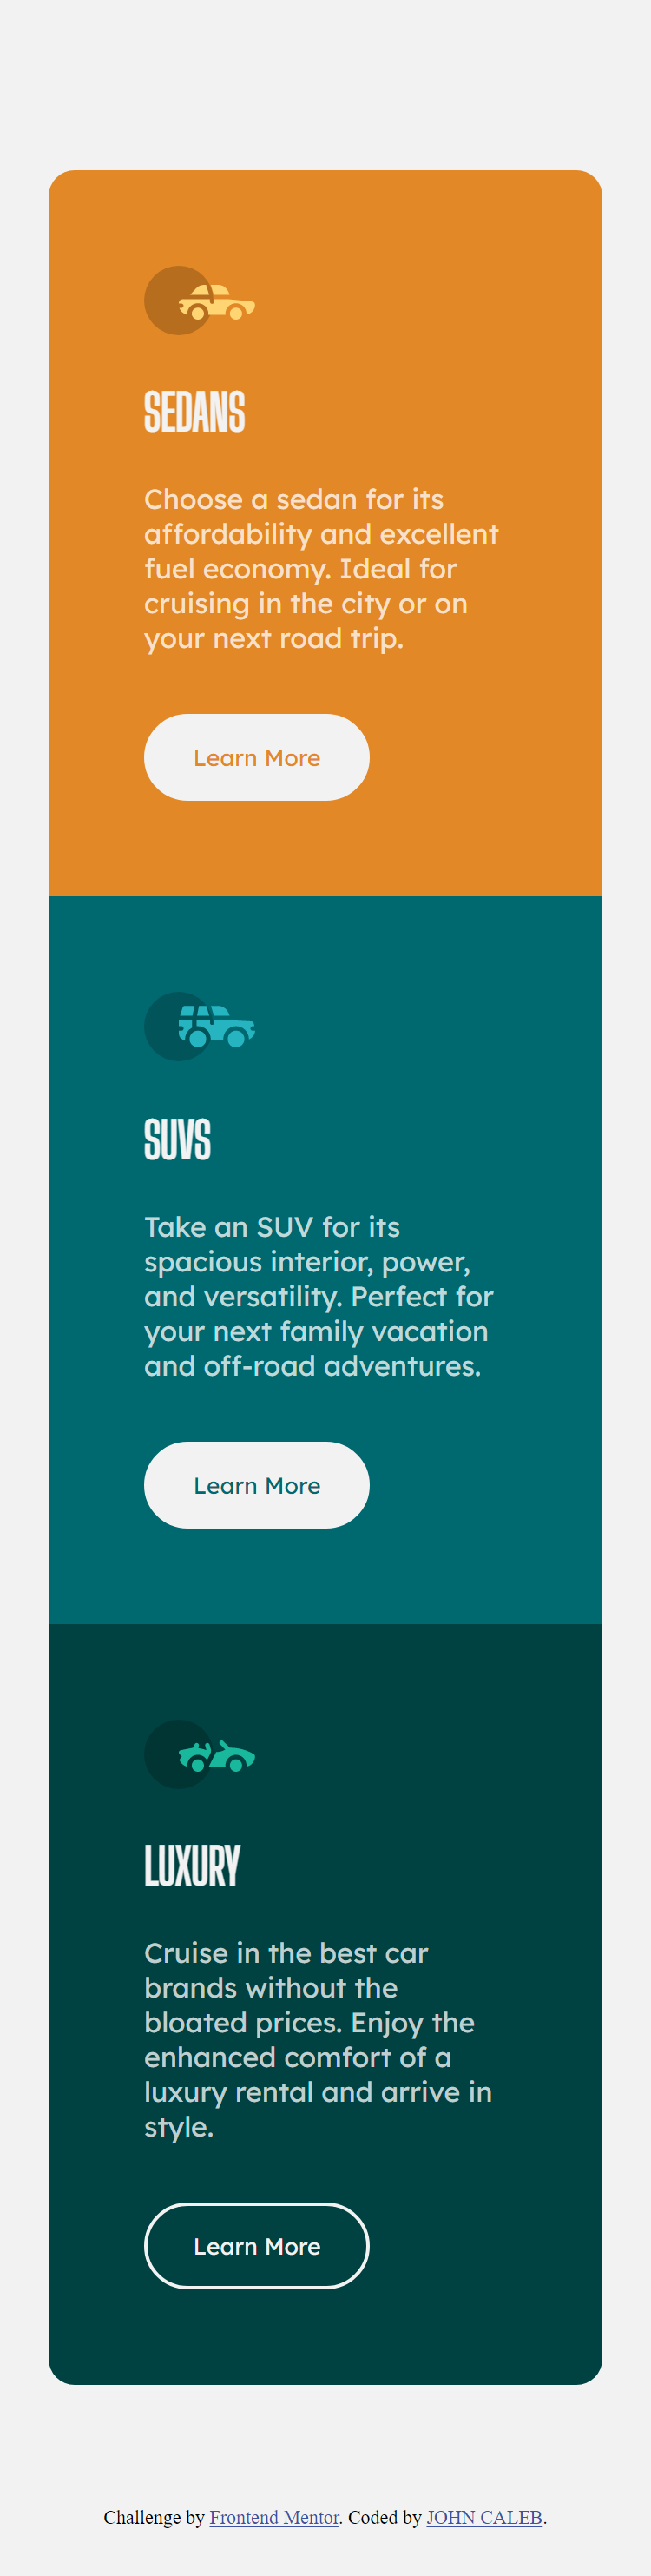 SEDANS
Choose a sedan for its
affordability and excellent
fuel economy. Ideal for
cruising in the city or on
your next road trip.
Learn More
SUVS
Take an SUV for its
spacious interior, power,
and versatility. Perfect for
your next family vacation
and off-road adventures.
Learn More
LUXURY
Cruise in the best car
brands without the
bloated prices. Enjoy the
enhanced comfort of a
luxury rental and arrive in
style.
Learn More
Challenge by Frontend Mentor. Coded by JOHN CALEB.